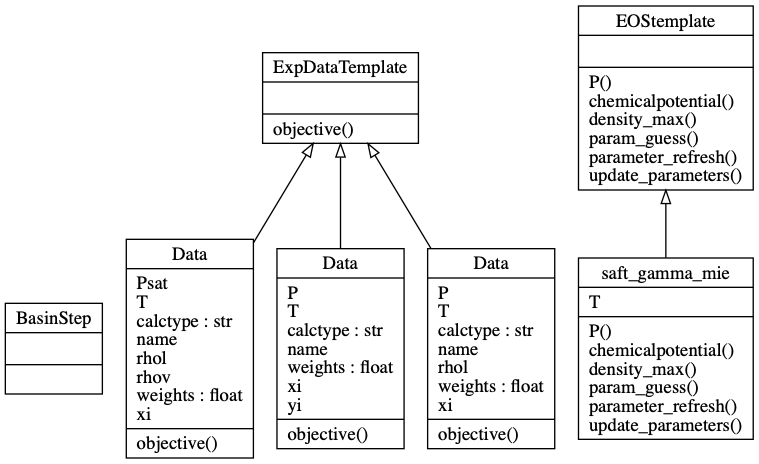 EOStemplate
P()
chemicalpotential()
density_max()
param_guess()
parameter_refresh()
update_parameters()
ExpDataTemplate
objective()
BasinStep
Data
Psat
T
calctype : str
name
rhol
rhov
weights : float
xi
objective()
Data
P
T
calctype : str
name
weights : float
xi
yi
objective()
Data
P
T
calctype : str
name
rhol
weights : float
xi
objective()
saft_gamma_mie
T
P()
chemicalpotential()
density_max()
param_guess()
parameter_refresh()
update_parameters()